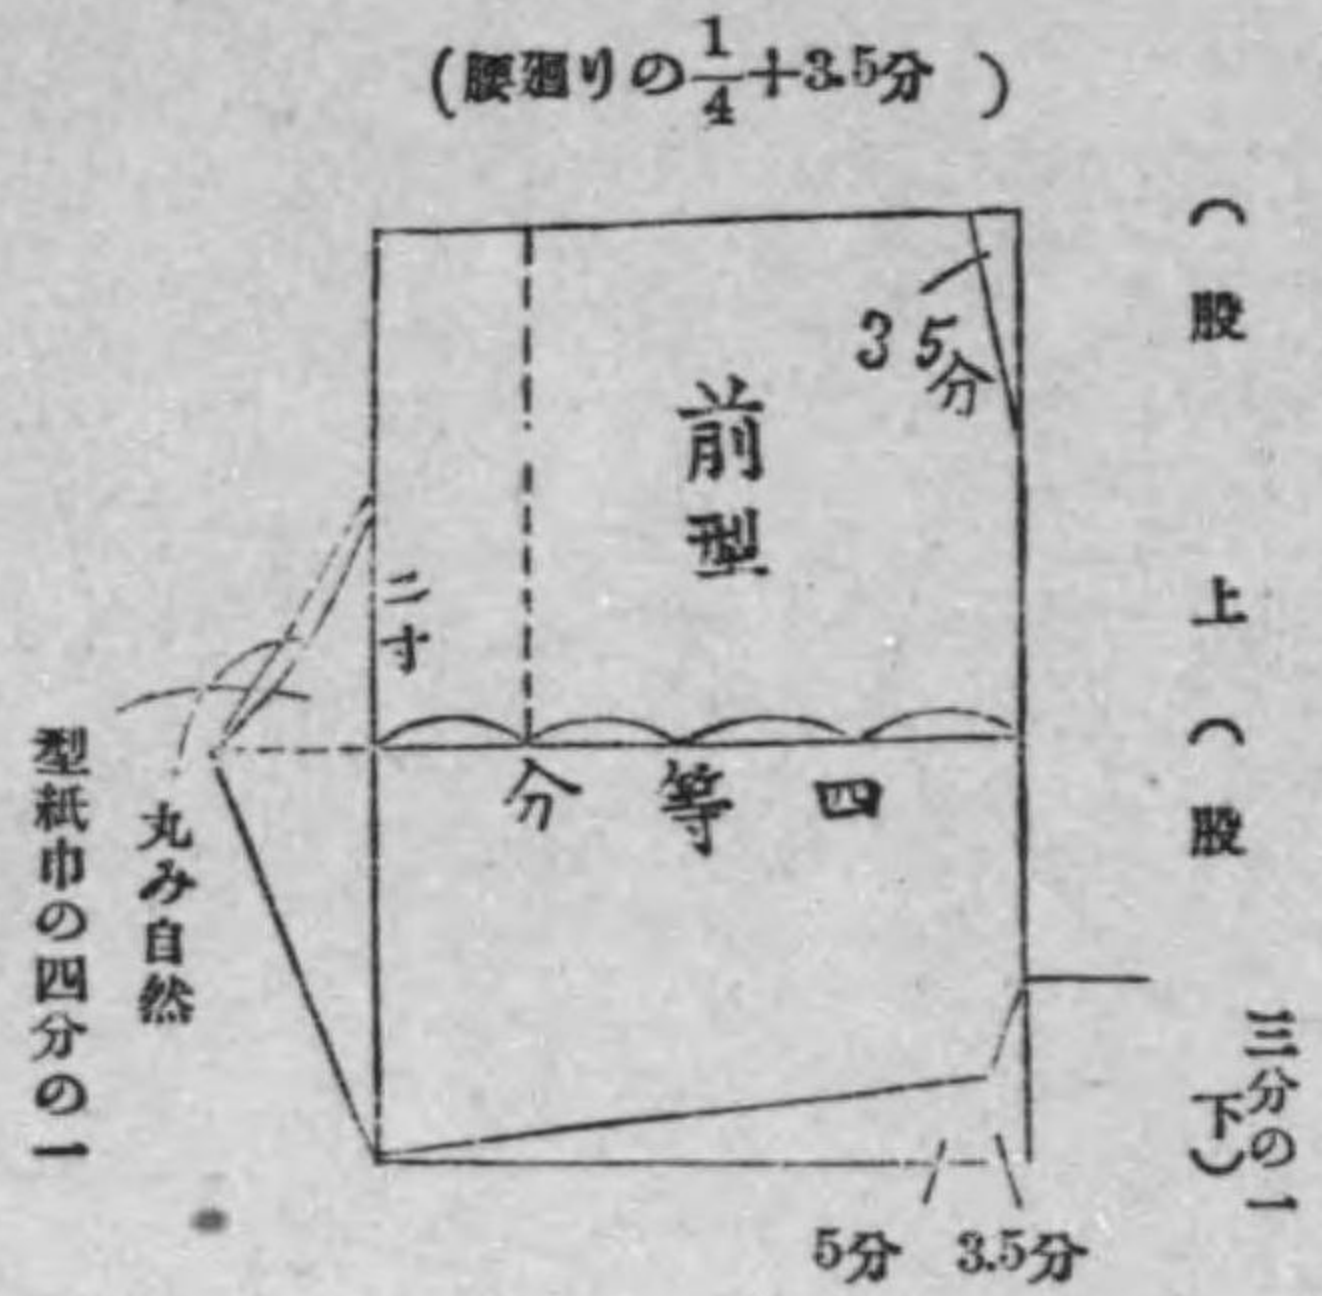 (腰廻りの1/4+3.5分 )
(股上(股下)
三分の一
3 5分
前型
二寸
分等四
丸み自然
型紙巾の四分の一
5分 3.5分